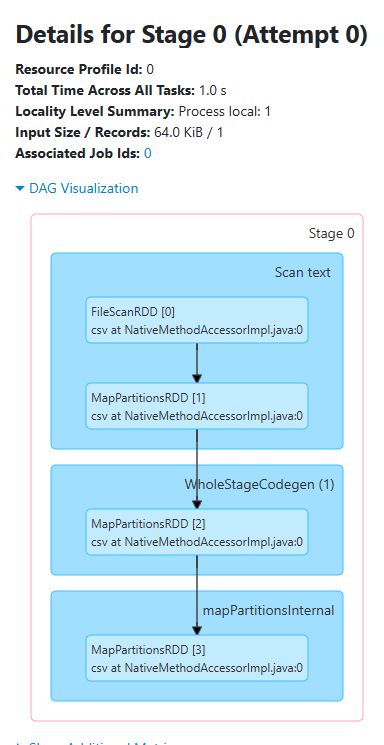 Details for Stage 0 (Attempt 0)
Resource Profile Id: 0
Total Time Across All Tasks: 1.0 s
Locality Level Summary: Process local: 1
Input Size / Records: 64.0 KiB / 1
Associated Job Ids: 0
DAG Visualization
Stage 0
Scan text
FileScanRDD [0]
csv at NativeMethodAccessorImpl.java:0
MapPartitionsRDD [1]
csv at NativeMethodAccessorImpl.java:0
WholeStageCodegen (1)
MapPartitionsRDD [2]
csv at NativeMethodAccessorImpl.java:0
mapPartitionsInternal
MapPartitionsRDD [3]
csv at NativeMethodAccessorImpl.java:0
Show Additional Metrics